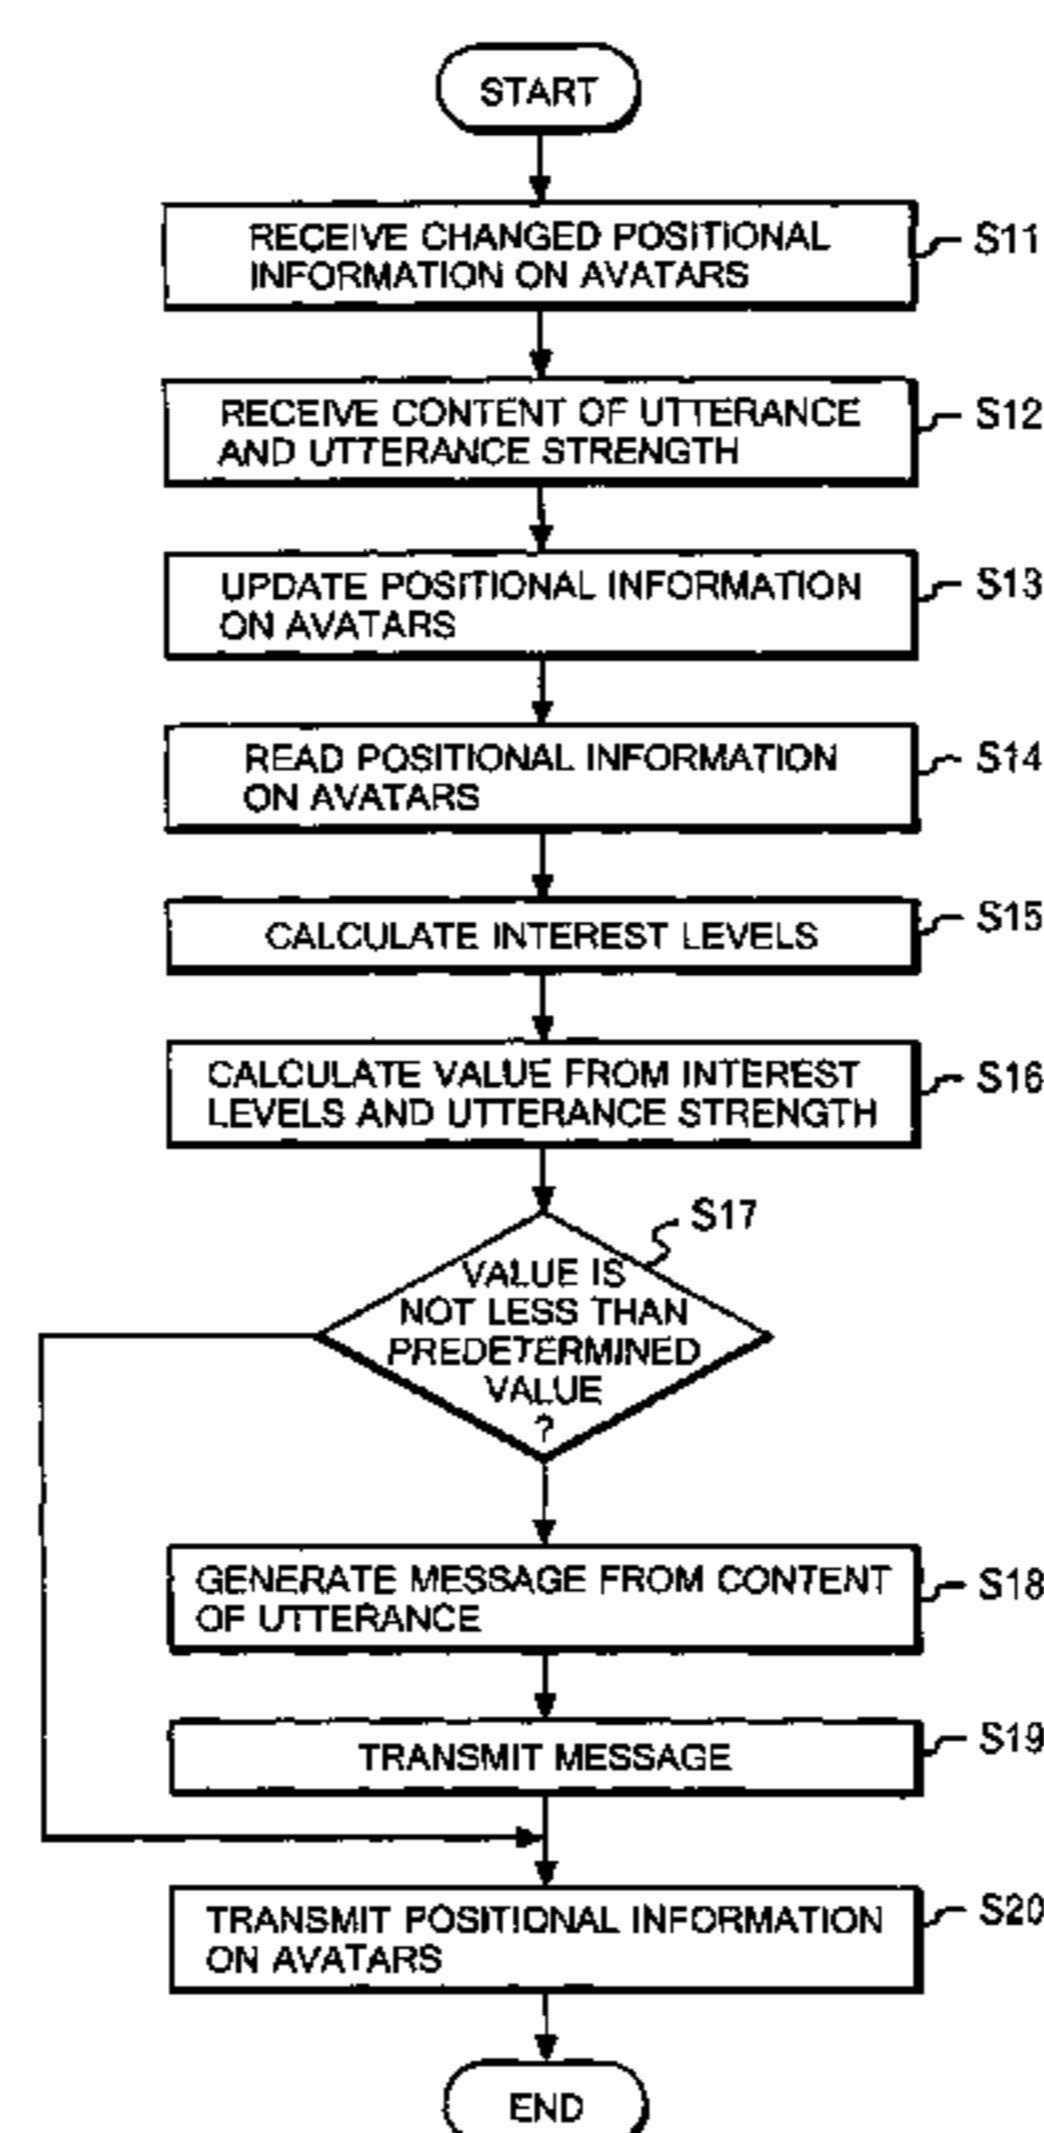 START
RECEIVE CHANGED POSITIONAL
INFORMATION ON AVATARS
S11
RECEIVE CONTENT OF UTTERANCE
AND UTTERANCE STRENGTH
S12
UPDATE POSITIONAL INFORMATION
ON AVATARS
S13
READ POSITIONAL INFORMATION
ON AVATARS
S14
CALCULATE INTEREST LEVELS
S15
CALCULATE VALUE FROM INTEREST
LEVELS AND UTTERANCE STRENGTH
S16
S17
VALUE IS
NOT LESS THAN
PREDETERMINED
VALUE
?
GENERATE MESSAGE FROM CONTENT
OF UTTERANCE
S18
TRANSMIT MESSAGE
S19
TRANSMIT POSITIONAL INFORMATION
ON AVATARS
S20
END